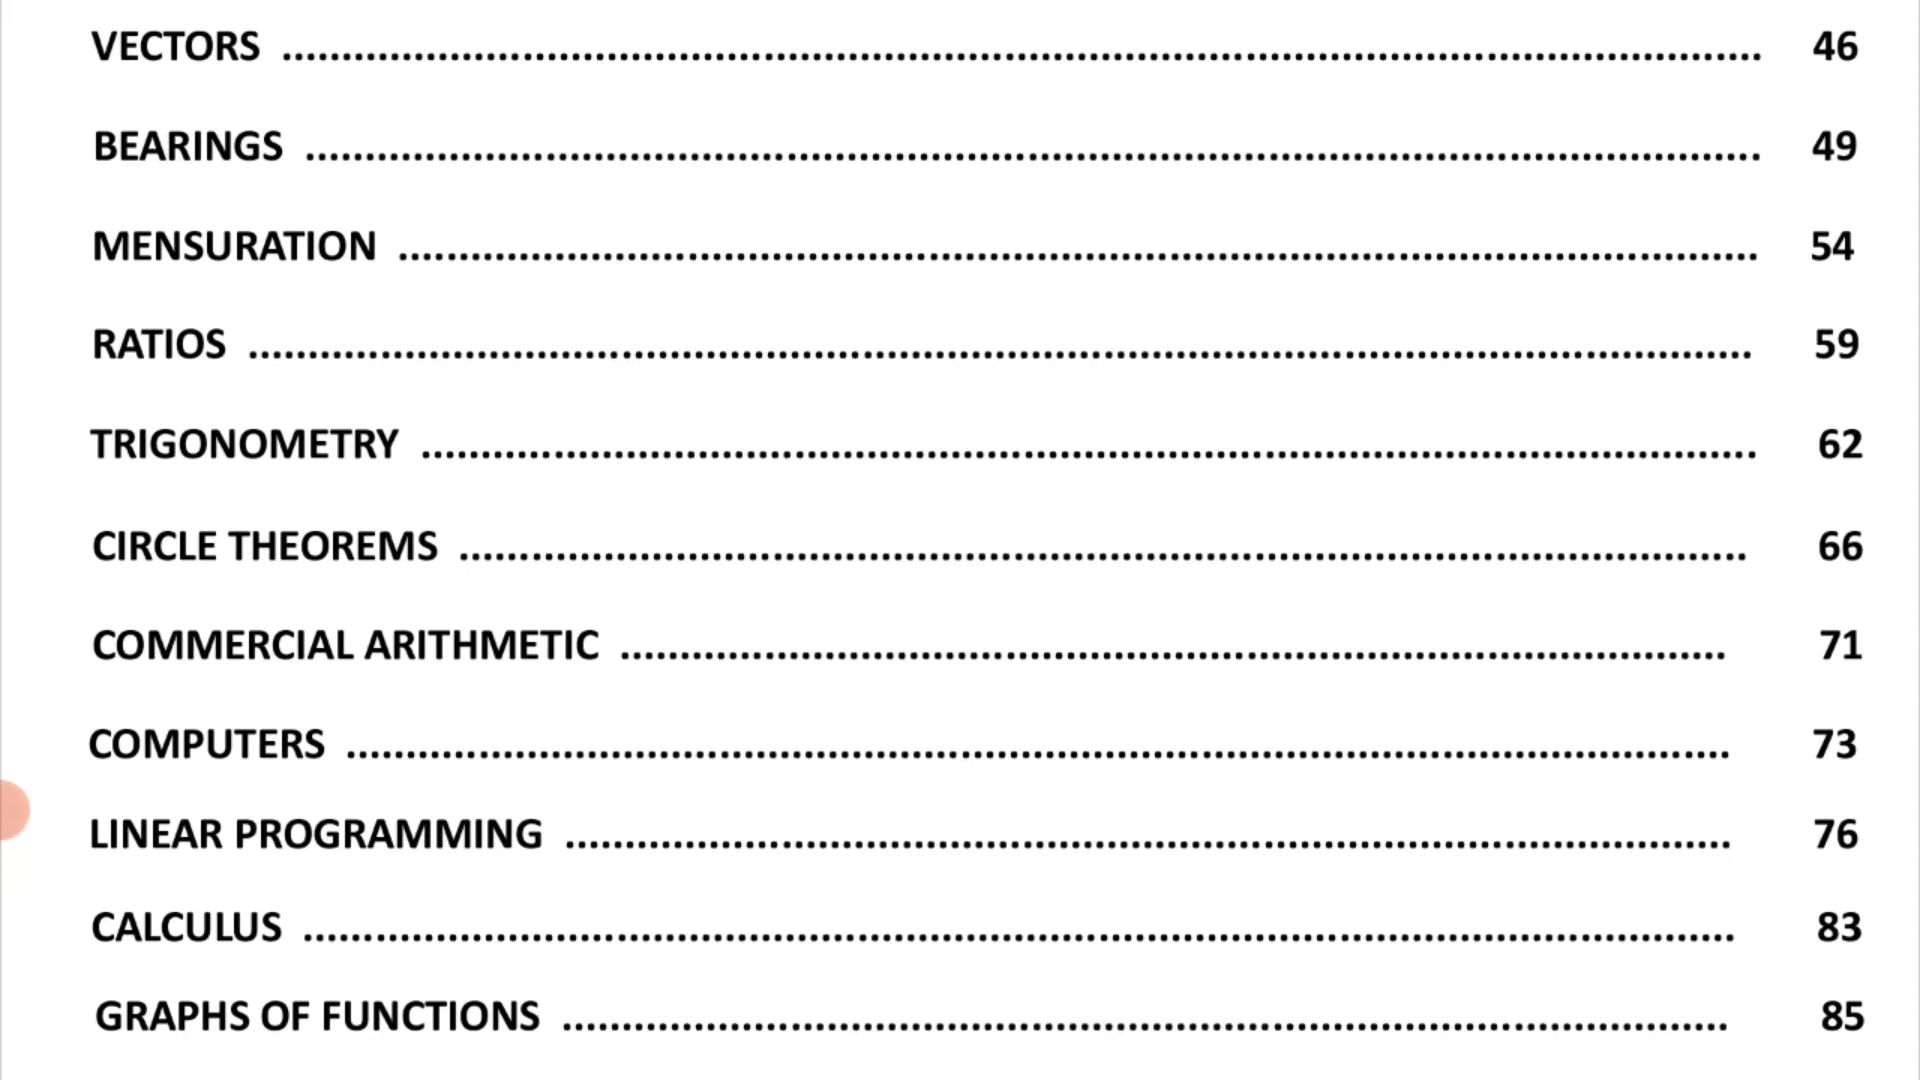 VECTORS ........................................................................................................................... 46
BEARINGS ......................................................................................................................... 49
MENSURATION ................................................................................................................. 54
RATIOS ............................................................................................................................. 59
TRIGONOMETRY ............................................................................................................... 62
CIRCLE THEOREMS ........................................................................................................... 66
COMMERCIAL ARITHMETIC ............................................................................................ 71
COMPUTERS ................................................................................................................... 73
LINEAR PROGRAMMING ................................................................................................. 76
CALCULUS ....................................................................................................................... 83
GRAPHS OF FUNCTIONS ................................................................................................. 85